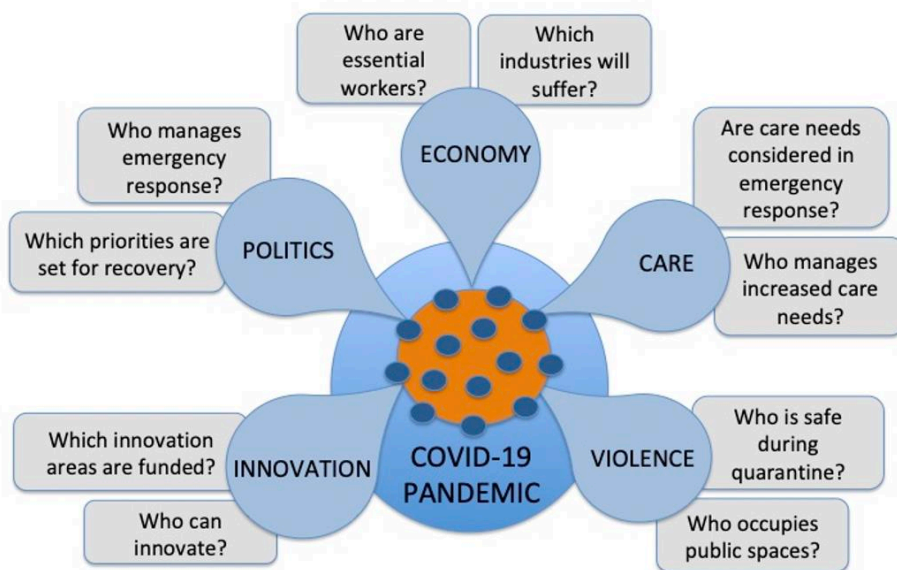 Who are
essential
workers?
Which
industries will
suffer?
ECONOMY
Who manages
emergency
response?
Which priorities are
set for recovery?
POLITICS
Are care needs
considered in
emergency
response?
CARE
Who manages
increased care
needs?
Which innovation
areas are funded?
Who can
innovate?
INNOVATION
COVID-19
PANDEMIC
VIOLENCE
Who is safe
during
quarantine?
Who occupies
public spaces?